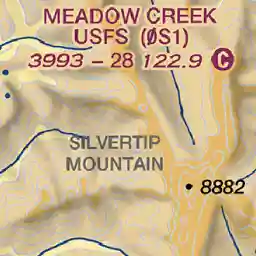 MEADOW CREEK
USFS (ØS1)
3993 – 28 122.9 C
SILVERTIP
MOUNTAIN
• 8882